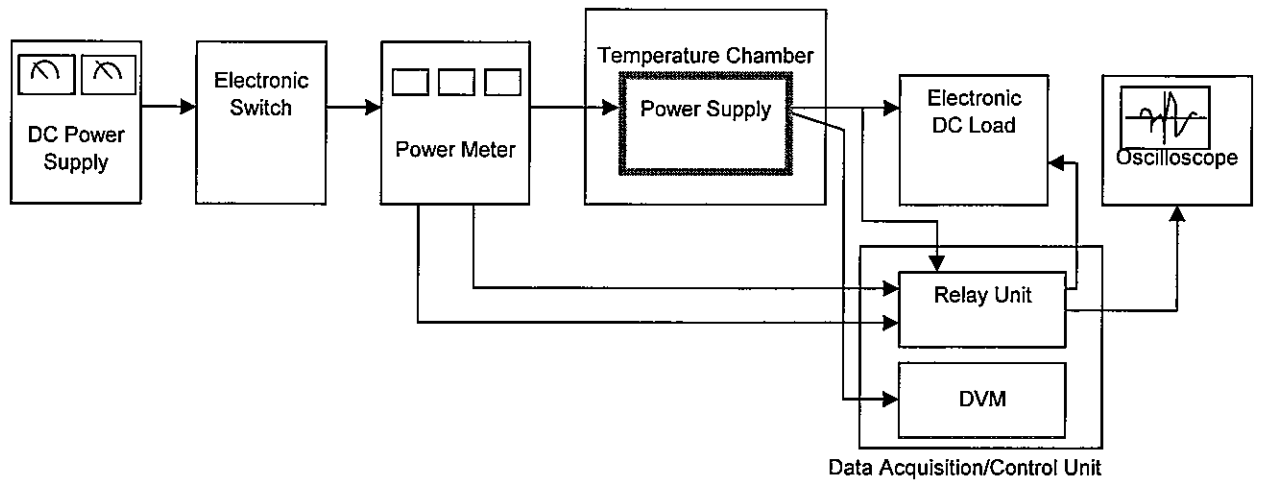 DC Power
Supply
Electronic
Switch
Power Meter
Temperature Chamber
Power Supply
Electronic
DC Load
Oscilloscope
Relay Unit
DVM
Data Acquisition/Control Unit